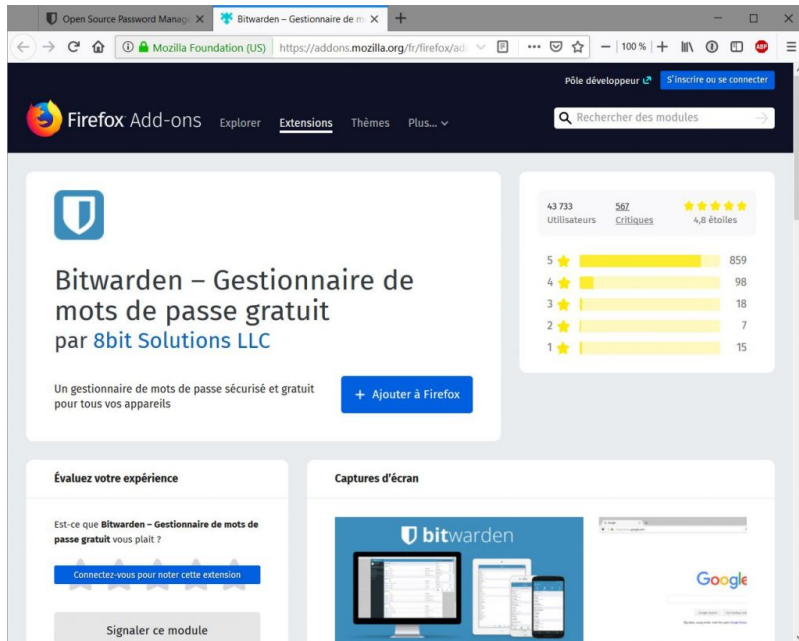 Open Source Password Manag
Bitwarden – Gestionnaire de m
Mozilla Foundation (US) https://addons.mozilla.org/fr/firefox/ad 100 % ABP
Pôle développeur S'inscrire ou se connecter
Firefox Add-ons Explorer Extensions Thèmes Plus... Rechercher des modules
43 733 567
Utilisateurs Critiques 4,8 étoiles
5 859
4 98
3 18
2 7
1 15
Bitwarden – Gestionnaire de
mots de passe gratuit
par 8bit Solutions LLC
Un gestionnaire de mots de passe sécurisé et gratuit
pour tous vos appareils
+ Ajouter à Firefox
Évaluez votre expérience
Est-ce que Bitwarden – Gestionnaire de mots de
passe gratuit vous plait ?
Connectez-vous pour noter cette extension
Signaler ce module
Captures d'écran
bitwarden
Google